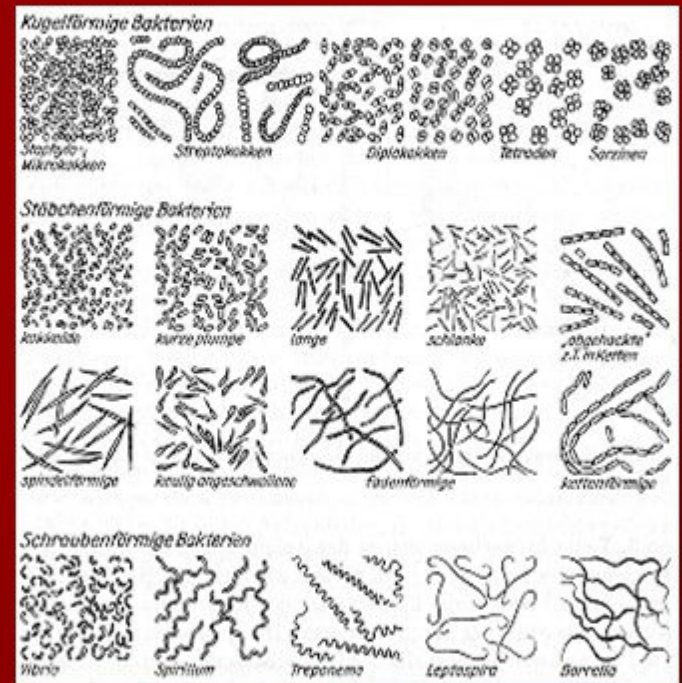 Kugelförmige Bakterien
Staphylo-,
Mikrokokken
Streptokokken
Diplokokken
Tetraden
Sarzinen
Stäbchenförmige Bakterien
kokkoide
kurze plumpe
lange
schlanke
„abgehackte“
z.T. in Ketten
spindelförmige
keulig angeschwollene
fadenförmige
kettenförmige
Schraubenförmige Bakterien
Vibrio
Spirillum
Treponema
Leptospira
Borrelia